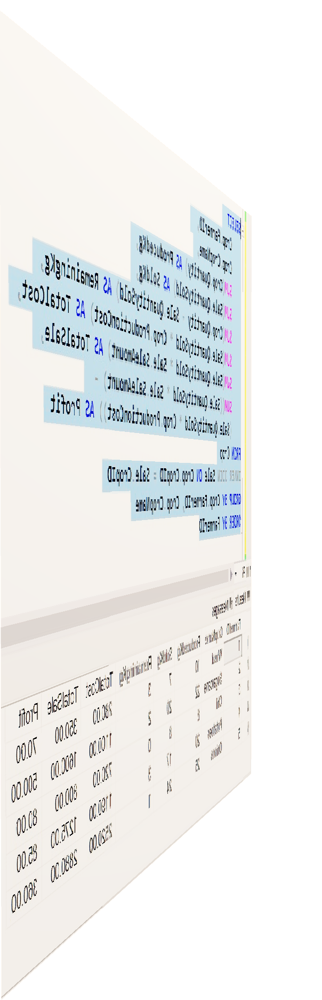 SELECT
Crop.FarmerID,
Crop.CropName,
SUM(Crop.Quantity) AS ProducedKg,
SUM(Sale.QuantitySold) AS SoldKg,
SUM(Crop.Quantity - Sale.QuantitySold) AS RemainingKg,
SUM(Sale.QuantitySold * Crop.ProductionCost) AS TotalCost,
SUM(Sale.QuantitySold * Sale.SaleAmount) AS TotalSale,
SUM((Sale.QuantitySold * Sale.SaleAmount) -
(Sale.QuantitySold * Crop.ProductionCost)) AS Profit
FROM Crop
INNER JOIN Sale ON Crop.CropID = Sale.CropID
GROUP BY Crop.FarmerID, Crop.CropName
ORDER BY FarmerID
Results Messages
FarmerID CropName ProducedKg SoldKg RemainingKg TotalCost TotalSale Profit
1 Wheat 10 7 3 280.00 350.00 70.00
2 Sugarcane 22 20 2 1100.00 1600.00 500.00
3 Chili 8 8 0 720.00 800.00 80.00
4 Potatoes 20 17 3 1190.00 1275.00 85.00
5 Onions 25 24 1 2520.00 2880.00 360.00